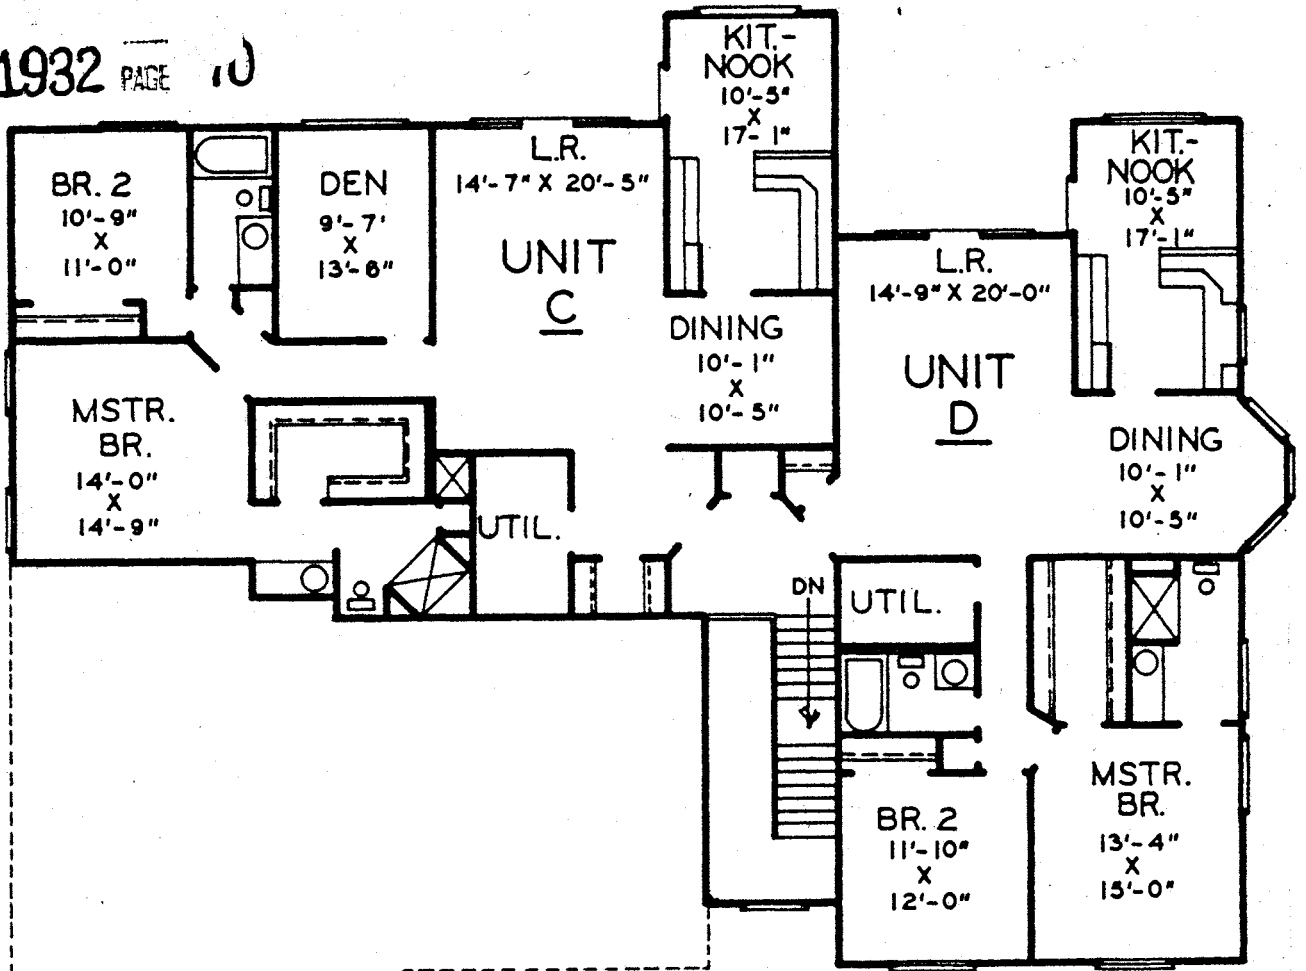 1932 PAGE 10
KIT.-
NOOK
10'-5"
X
17'-1"
BR. 2
10'-9"
X
11'-0"
DEN
9'-7'
X
13'-6"
L.R.
14'-7" X 20'-5"
UNIT
C
DINING
10'-1"
X
10'-5"
MSTR.
BR.
14'-0"
X
14'-9"
UTIL.
KIT.-
NOOK
10'-5"
X
17'-1"
L.R.
14'-9" X 20'-0"
UNIT
D
DINING
10'-1"
X
10'-5"
DN
UTIL.
BR. 2
11'-10"
X
12'-0"
MSTR.
BR.
13'-4"
X
15'-0"